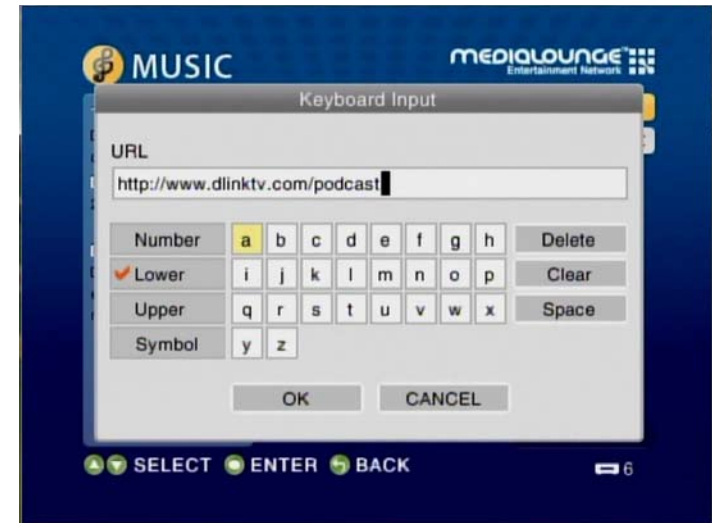 MUSIC
MEDIALOUNGE™
Entertainment Network
Keyboard Input
URL
http://www.dlinktv.com/podcast
Number a b c d e f g h Delete
Lower i j k l m n o p Clear
Upper q r s t u v w x Space
Symbol y z
OK CANCEL
SELECT ENTER BACK 6